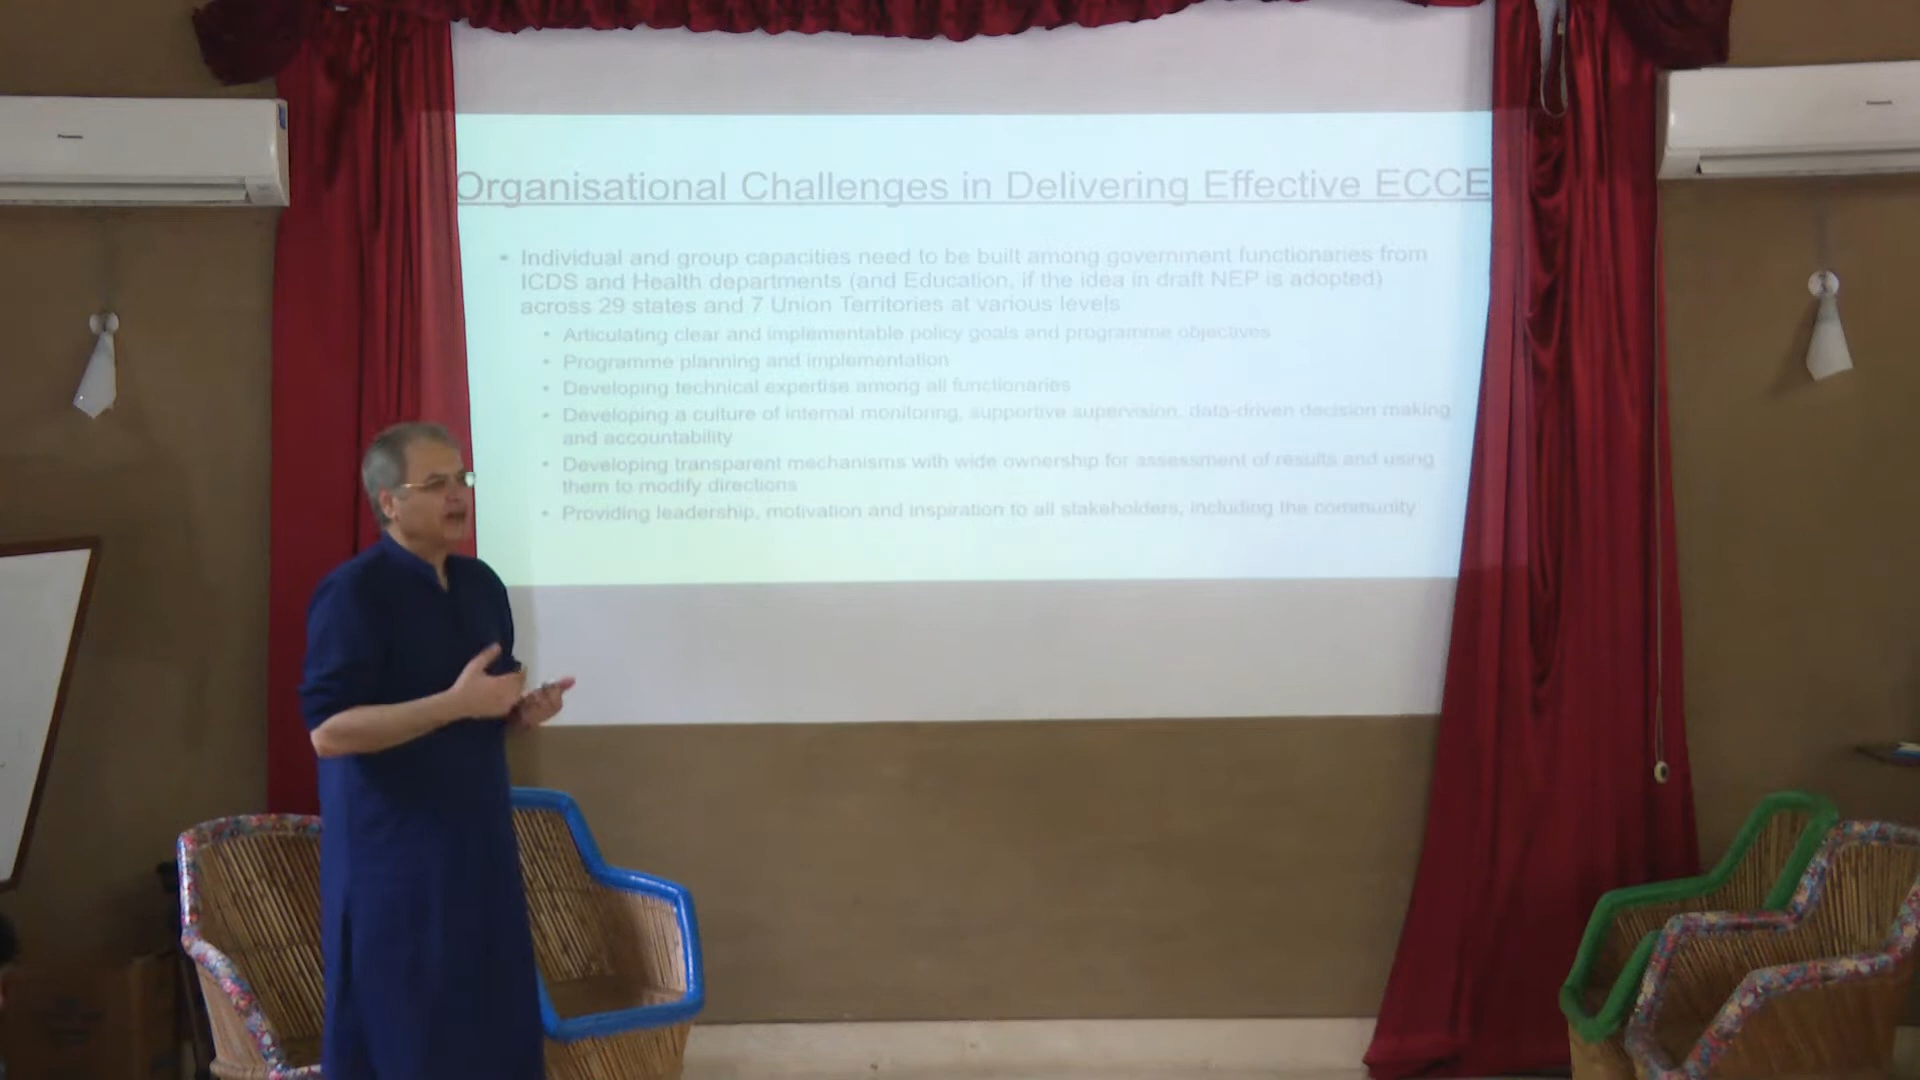 Panasonic
Organisational Challenges in Delivering Effective ECCE
• Individual and group capacities need to be built among government functionaries from
ICDS and Health departments (and Education, if the idea in draft NEP is adopted)
across 29 states and 7 Union Territories at various levels
• Articulating clear and implementable policy goals and programme objectives
• Programme planning and implementation
• Developing technical expertise among all functionaries
• Developing a culture of internal monitoring, supportive supervision, data-driven decision making
and accountability
• Developing transparent mechanisms with wide ownership for assessment of results and using
them to modify directions
• Providing leadership, motivation and inspiration to all stakeholders, including the community